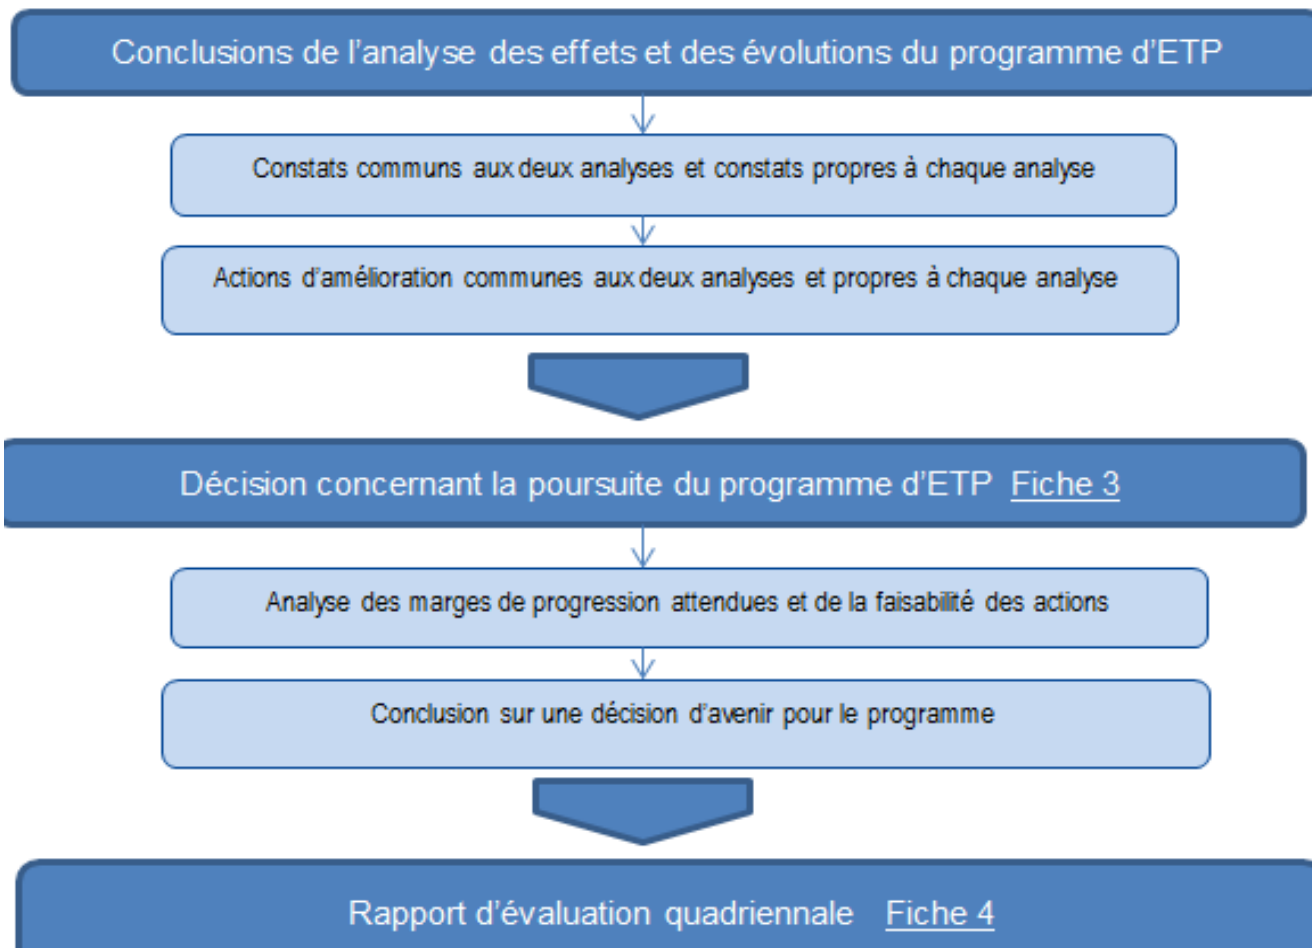 Conclusions de l’analyse des effets et des évolutions du programme d’ETP
Constats communs aux deux analyses et constats propres à chaque analyse
Actions d’amélioration communes aux deux analyses et propres à chaque analyse
Décision concernant la poursuite du programme d’ETP Fiche 3
Analyse des marges de progression attendues et de la faisabilité des actions
Conclusion sur une décision d’avenir pour le programme
Rapport d’évaluation quadriennale Fiche 4